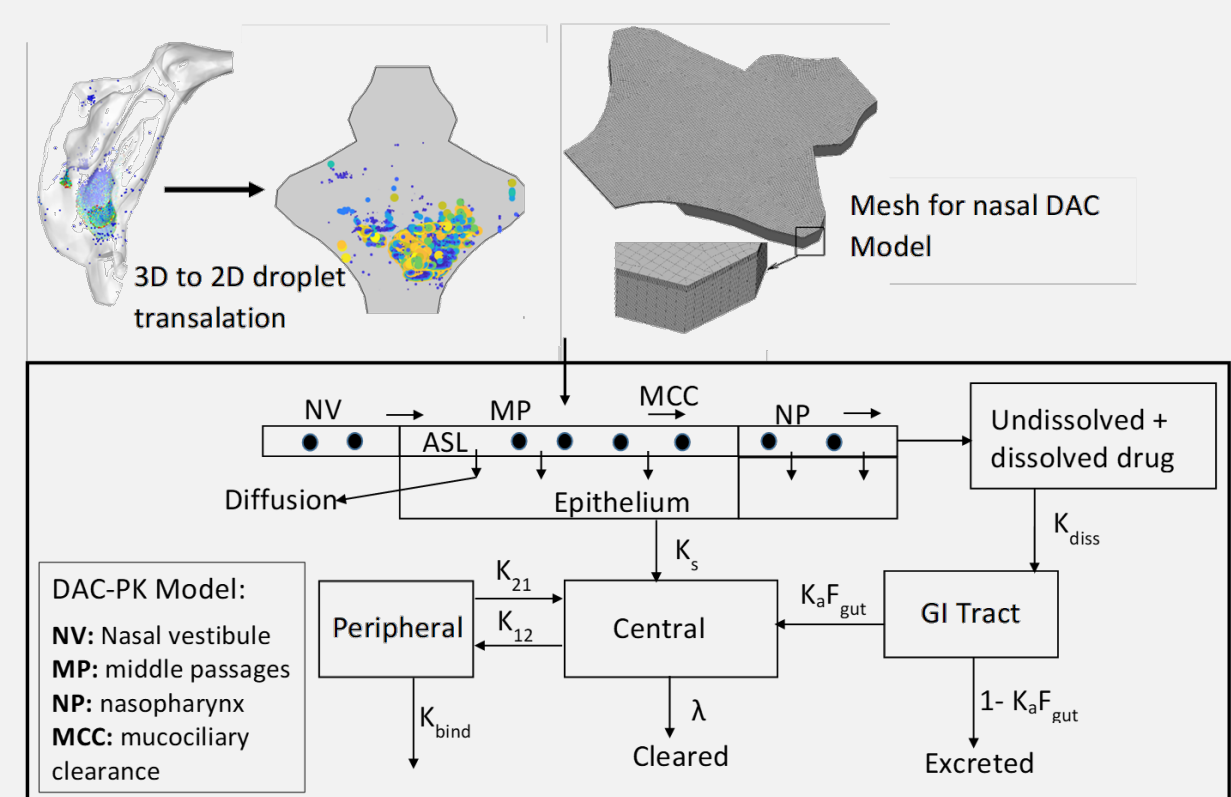 3D to 2D droplet
transalation
Mesh for nasal DAC
Model
NV
MP
MCC
NP
ASL
Undissolved +
dissolved drug
Diffusion
Epithelium
Kdiss
Ks
DAC-PK Model:
NV: Nasal vestibule
MP: middle passages
NP: nasopharynx
MCC: mucociliary
clearance
Peripheral
K21
K12
Central
KaFgut
GI Tract
Kbind
λ
Cleared
1- KaFgut
Excreted